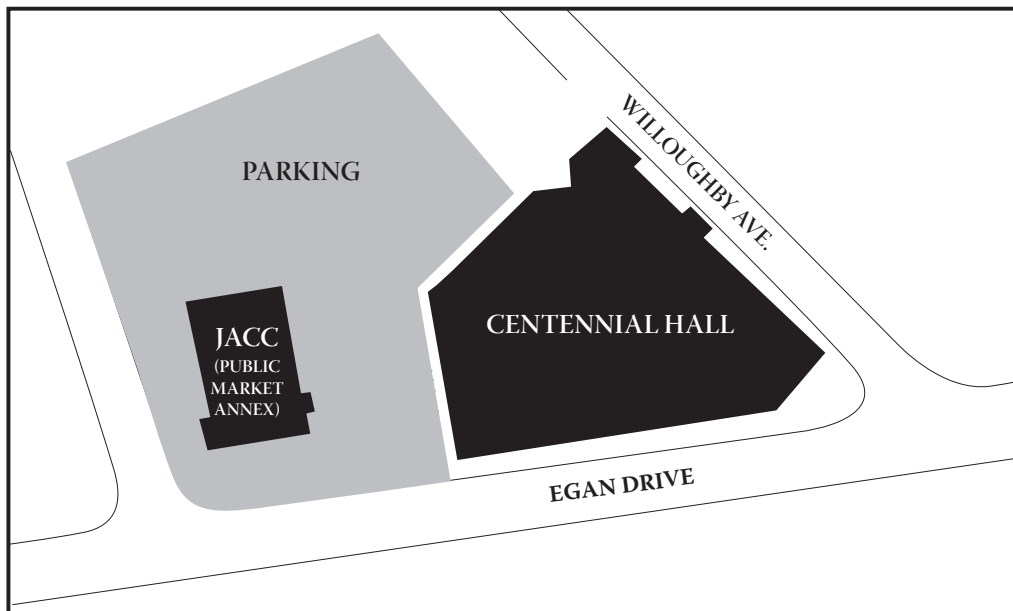 WILLOUGHBY AVE.
PARKING
CENTENNIAL HALL
JACC
(PUBLIC
MARKET
ANNEX)
EGAN DRIVE